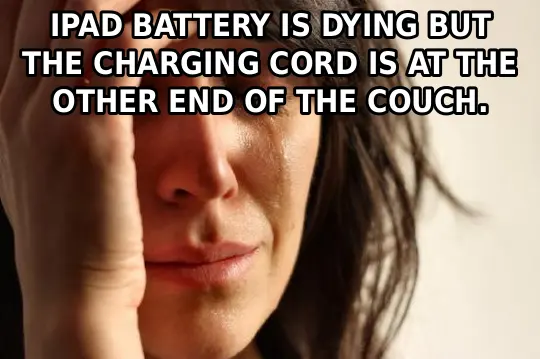 IPAD BATTERY IS DYING BUT
THE CHARGING CORD IS AT THE
OTHER END OF THE COUCH.